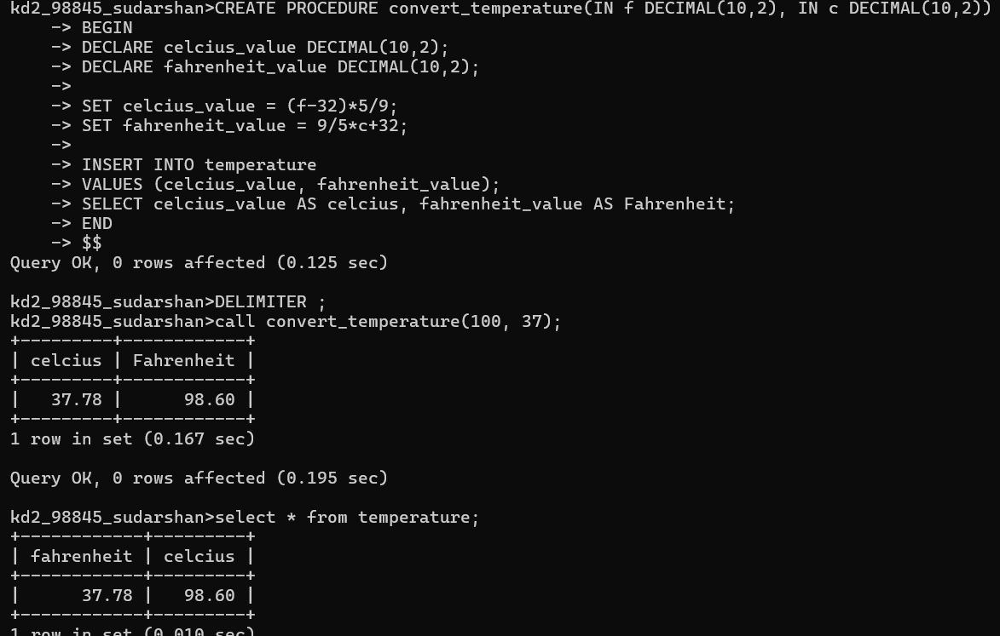 kd2_98845_sudarshan>CREATE PROCEDURE convert_temperature(IN f DECIMAL(10,2), IN c DECIMAL(10,2))
    -> BEGIN
    -> DECLARE celcius_value DECIMAL(10,2);
    -> DECLARE fahrenheit_value DECIMAL(10,2);
    ->
    -> SET celcius_value = (f-32)*5/9;
    -> SET fahrenheit_value = 9/5*c+32;
    ->
    -> INSERT INTO temperature
    -> VALUES (celcius_value, fahrenheit_value);
    -> SELECT celcius_value AS celcius, fahrenheit_value AS Fahrenheit;
    -> END
    -> $$
Query OK, 0 rows affected (0.125 sec)

kd2_98845_sudarshan>DELIMITER ;
kd2_98845_sudarshan>call convert_temperature(100, 37);
+---------+------------+
| celcius | Fahrenheit |
+---------+------------+
|   37.78 |      98.60 |
+---------+------------+
1 row in set (0.167 sec)

Query OK, 0 rows affected (0.195 sec)

kd2_98845_sudarshan>select * from temperature;
+------------+---------+
| fahrenheit | celcius |
+------------+---------+
|      37.78 |   98.60 |
+------------+---------+
1 row in set (0.010 sec)